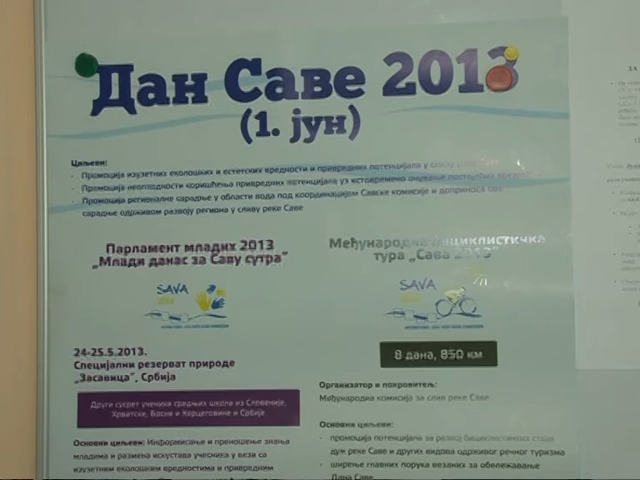 Дан Саве 2013
(1. јун)
Циљеви:
· Промоција изузетних еколошких и естетских вредности и привредних потенцијала у сливу
· Промоција неопходности коришћења привредних потенцијала уз истовремено очување постојећих
· Промоција регионалне сарадње у области вода под координацијом Савске комисије и доприноса
сарадње одрживом развоју региона у сливу реке Саве
Парламент младих 2013
„Млади данас за Саву сутра“
SAVA
24-25.5.2013.
Специјални резерват природе
„Засавица“, Србија
Други сусрет ученика средњих школа из Словеније,
Хрватске, Босне и Херцеговине и Србије
Основни циљеви: Информисање и преношење знања
младима и размена искустава учесника у вези са
изузетним еколошким вредностима и привредним
Међународна бициклистичка
тура „Сава 2013“
SAVA
8 дана, 850 км
Организатор и покровитељ:
Међународна комисија за слив реке Саве
Основни циљеви:
· промоција потенцијала за развој бициклистичких стаза
дуж реке Саве и других видова одрживог речног туризма
· ширење главних порука везаних за обележавање
Дана Саве